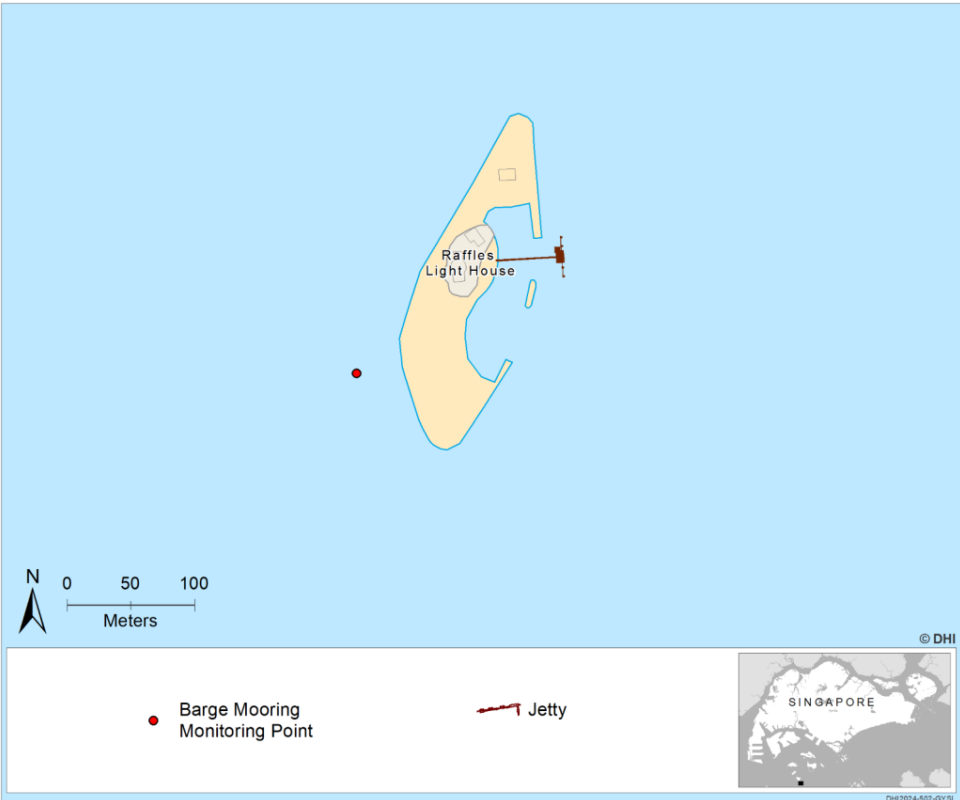 Raffles
Light House
N
0 50 100
Meters
© DHI
Barge Mooring
Monitoring Point
Jetty
SINGAPORE